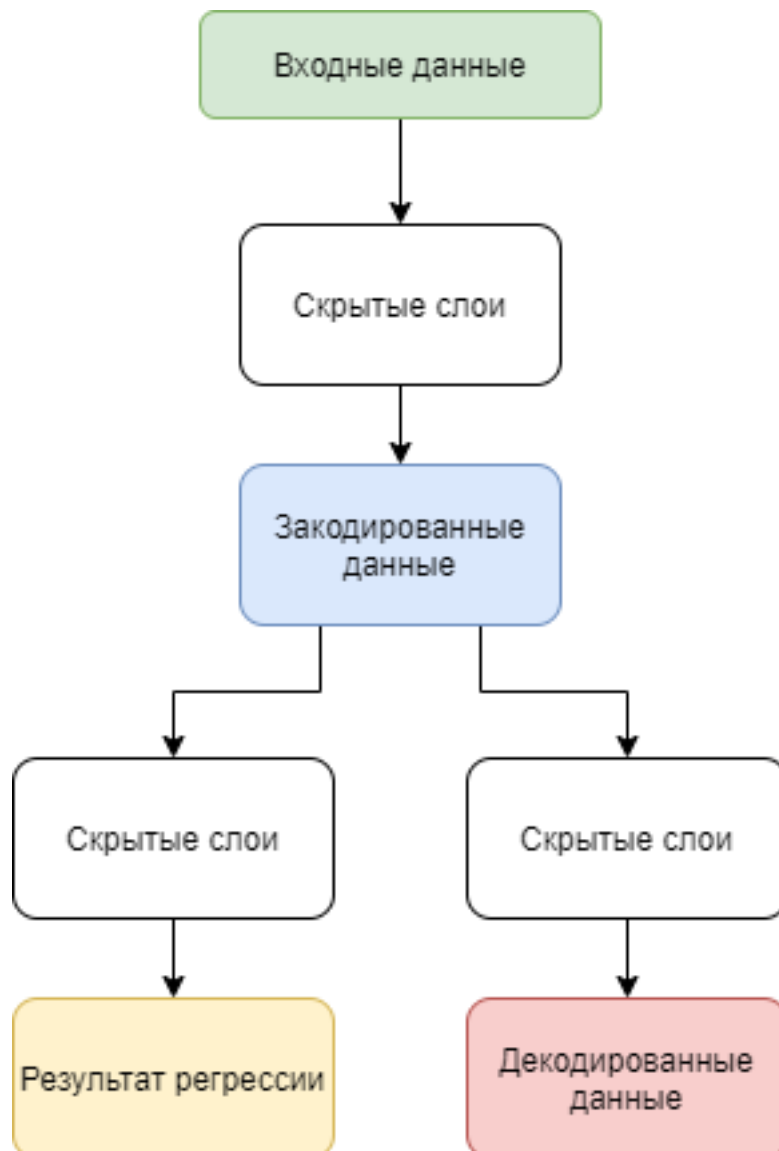 Входные данные
Скрытые слои
Закодированные
данные
Скрытые слои
Скрытые слои
Результат регрессии
Декодированные
данные